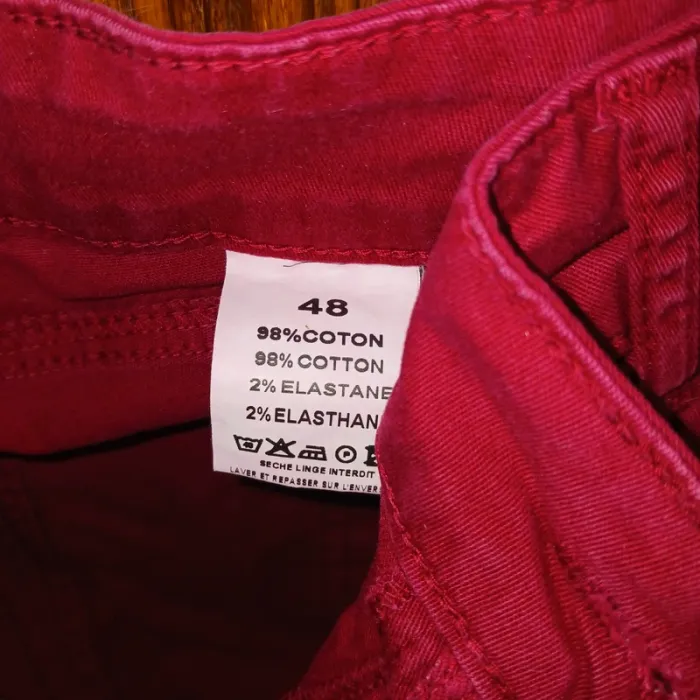 48
98%COTON
98%COTTON
2%ELASTANE
2%ELASTHAN
SECHE LINGE INTERDIT
LAVER ET REPASSER SUR L'ENVERS